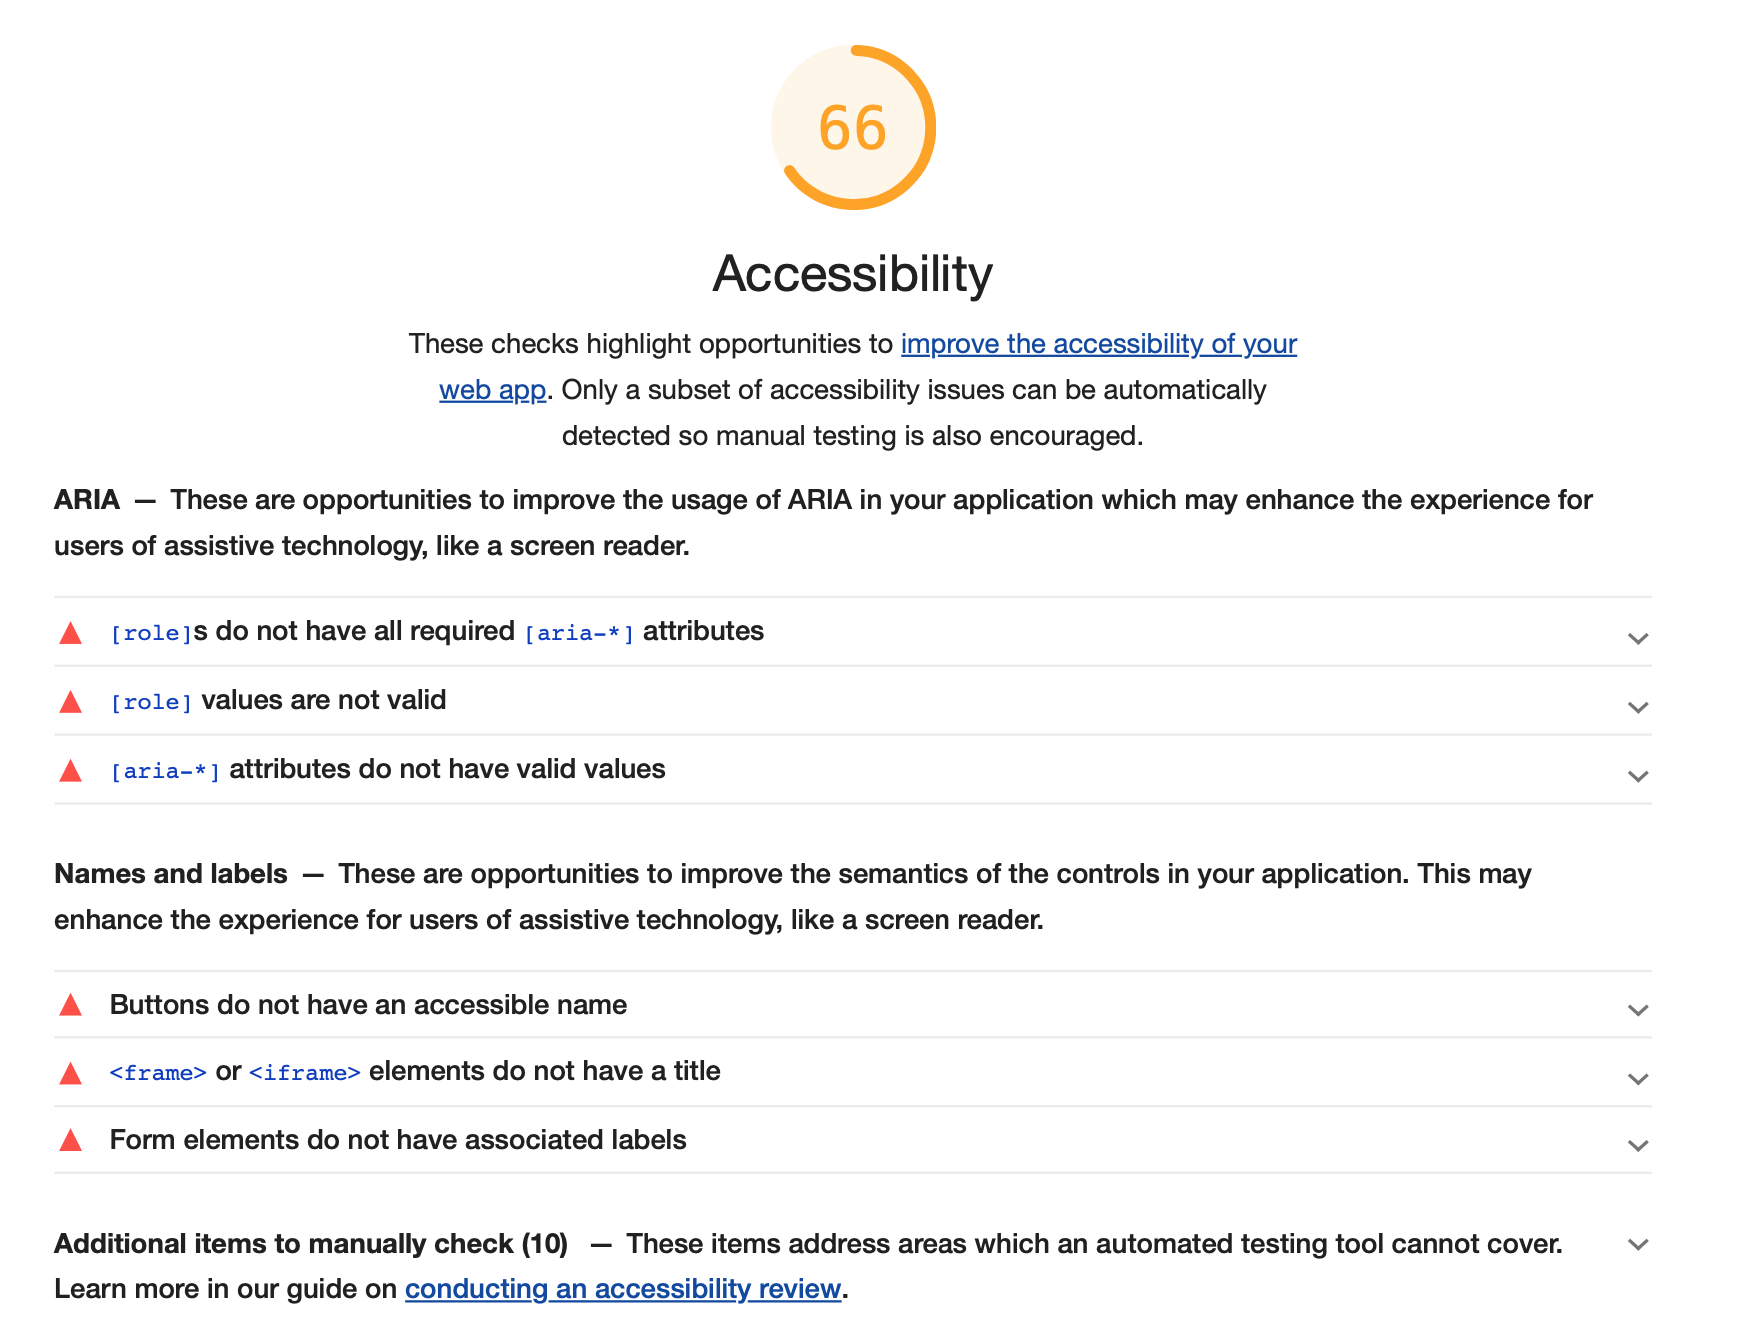 66
Accessibility
These checks highlight opportunities to improve the accessibility of your
web app. Only a subset of accessibility issues can be automatically
detected so manual testing is also encouraged.
ARIA — These are opportunities to improve the usage of ARIA in your application which may enhance the experience for
users of assistive technology, like a screen reader.
[role]s do not have all required [aria-*] attributes
[role] values are not valid
[aria-*] attributes do not have valid values
Names and labels — These are opportunities to improve the semantics of the controls in your application. This may
enhance the experience for users of assistive technology, like a screen reader.
Buttons do not have an accessible name
<frame> or <iframe> elements do not have a title
Form elements do not have associated labels
Additional items to manually check (10) — These items address areas which an automated testing tool cannot cover.
Learn more in our guide on conducting an accessibility review.